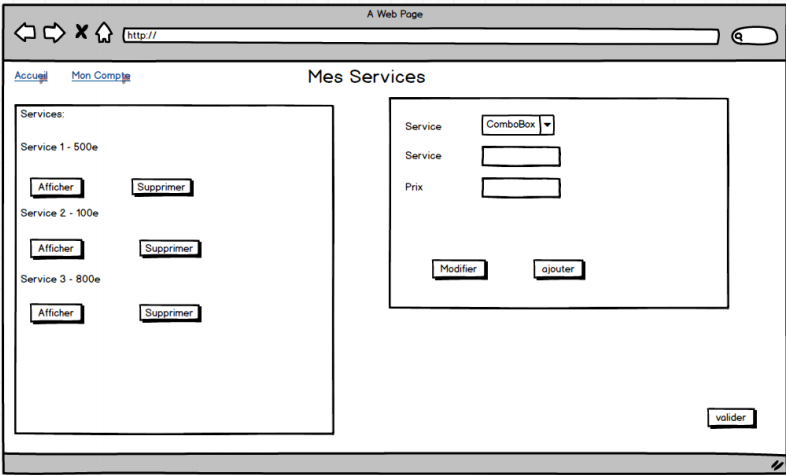 A Web Page
http://
Accueil Mon Compte
Mes Services
Services:
Service 1 - 500e
Afficher Supprimer
Service 2 - 100e
Afficher Supprimer
Service 3 - 800e
Afficher Supprimer
Service ComboBox
Service
Prix
Modifier ajouter
valider